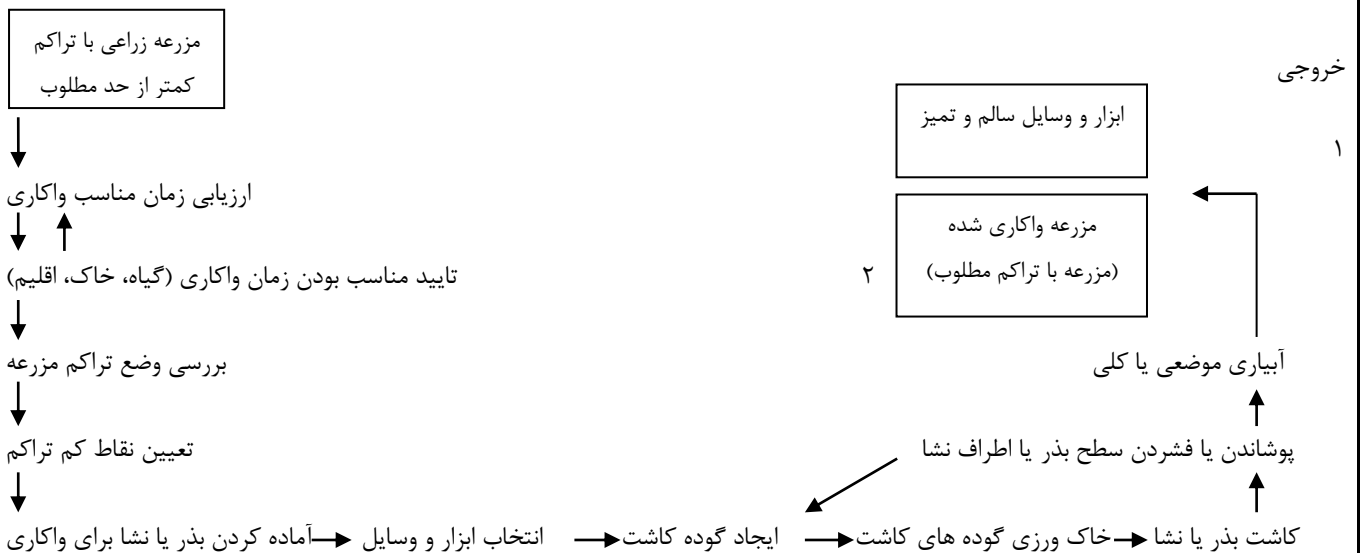 مزرعه زراعی با تراکم
کمتر از حد مطلوب
ارزیابی زمان مناسب واکاری
تایید مناسب بودن زمان واکاری (گیاه، خاک، اقلیم)
بررسی وضع تراکم مزرعه
تعیین نقاط کم تراکم
آماده کردن بذر یا نشا برای واکاری
انتخاب ابزار و وسایل
ایجاد گوده کاشت
خاک ورزی گوده های کاشت
کاشت بذر یا نشا
پوشاندن یا فشردن سطح بذر یا اطراف نشا
آبیاری موضعی یا کلی
خروجی
۱
ابزار و وسایل سالم و تمیز
۲
مزرعه واکاری شده
(مزرعه با تراکم مطلوب)